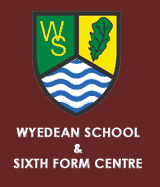 WS
WYEDEAN SCHOOL
&
SIXTH FORM CENTRE